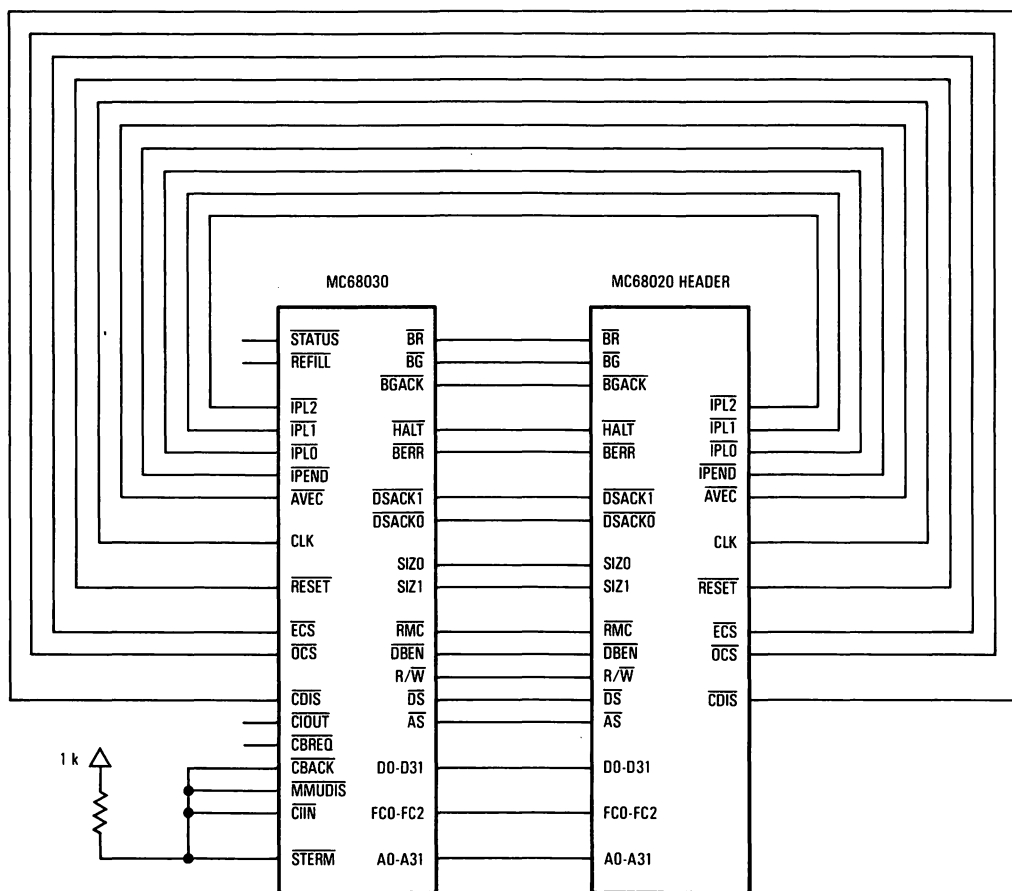 MC68030
MC68020 HEADER
STATUS
BR
BR
REFILL
BG
BG
BGACK
BGACK
IPL2
IPL2
IPL1
HALT
HALT
IPL1
IPL0
BERR
BERR
IPL0
IPEND
IPEND
AVEC
DSACK1
DSACK1
AVEC
DSACK0
DSACK0
CLK
CLK
SIZ0
SIZ0
RESET
SIZ1
SIZ1
RESET
ECS
RMC
RMC
ECS
OCS
DBEN
DBEN
OCS
R/W
R/W
CDIS
DS
DS
CDIS
CIOUT
AS
AS
CBREQ
1 k
CBACK
D0-D31
D0-D31
MMUDIS
CIIN
FC0-FC2
FC0-FC2
STERM
A0-A31
A0-A31